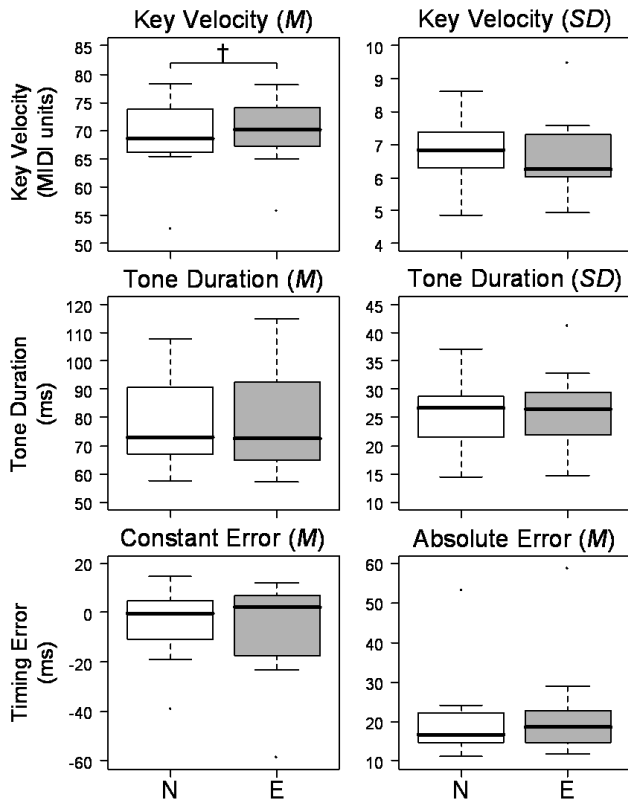 Key Velocity (M)
Key Velocity (SD)
Key Velocity
(MIDI units)
85
80
75
70
65
60
55
50
†
10
9
8
7
6
5
4
Tone Duration (M)
Tone Duration (SD)
Tone Duration
(ms)
120
110
100
90
80
70
60
50
45
40
35
30
25
20
15
10
Constant Error (M)
Absolute Error (M)
Timing Error
(ms)
20
0
-20
-40
-60
60
50
40
30
20
10
N
E
N
E